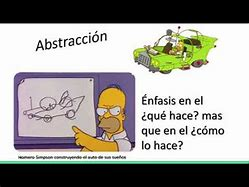 Abstracción
Énfasis en el
¿qué hace? mas
que en el ¿cómo
lo hace?
Homero Simpson construyendo el auto de sus sueños